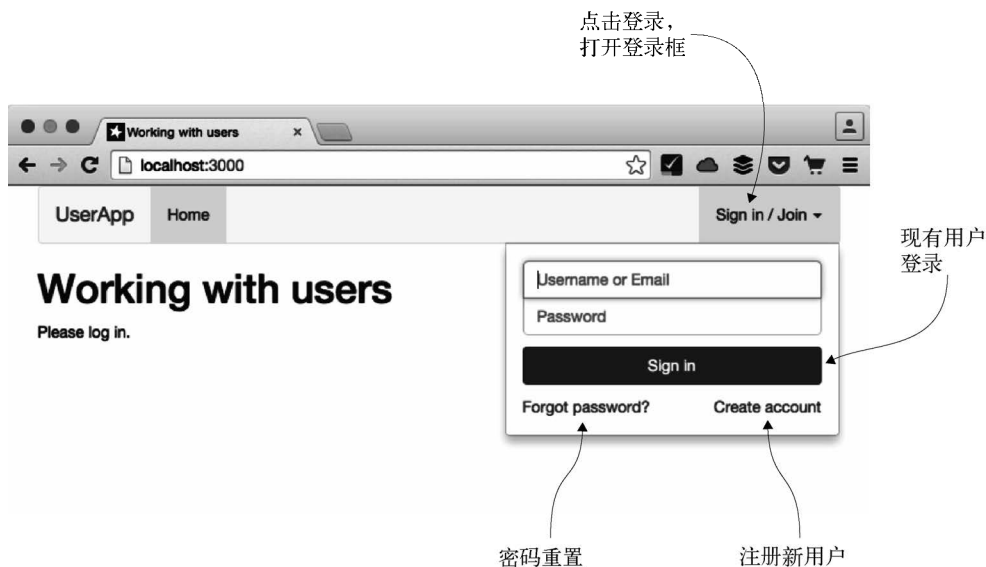 点击登录，
打开登录框
Working with users
localhost:3000
UserApp
Home
Sign in / Join
现有用户
登录
Working with users
Please log in.
Username or Email
Password
Sign in
Forgot password?
Create account
密码重置
注册新用户